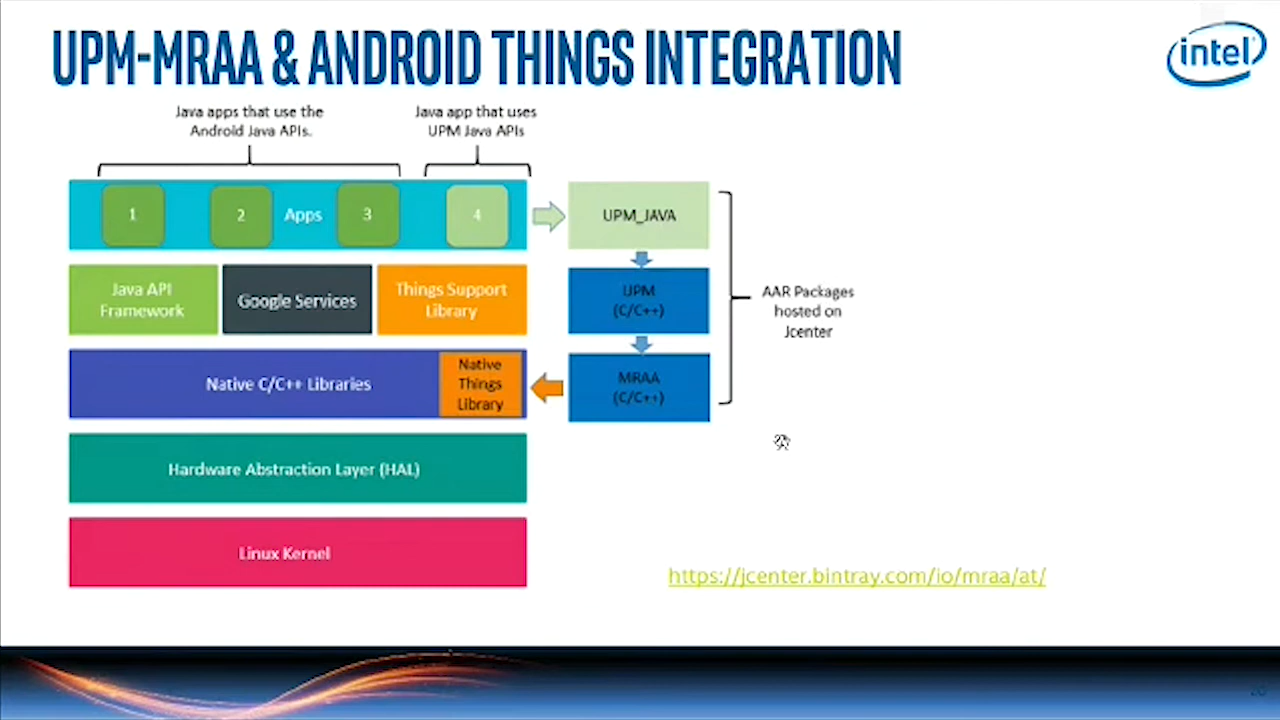 UPM-MRAA & ANDROID THINGS INTEGRATION
intel
Java apps that use the
Android Java APIs.
Java app that uses
UPM Java APIs
1
2
Apps
3
4
UPM_JAVA
Java API
Framework
Google Services
Things Support
Library
UPM
(C/C++)
AAR Packages
hosted on
Jcenter
Native C/C++ Libraries
Native
Things
Library
MRAA
(C/C++)
Hardware Abstraction Layer (HAL)
Linux Kernel
https://jcenter.bintray.com/io/mraa/at/